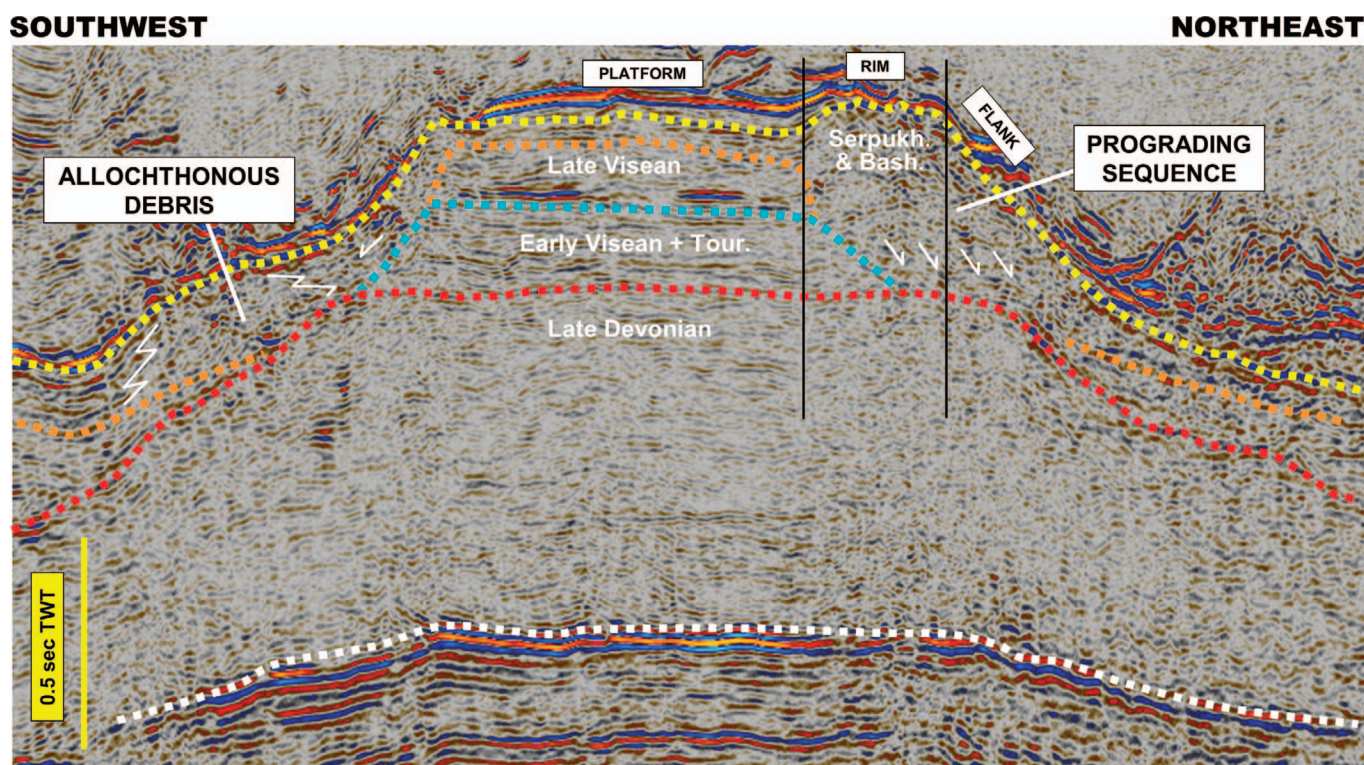 SOUTHWEST
NORTHEAST
PLATFORM
RIM
FLANK
Serpukh.
& Bash.
PROGRADING
SEQUENCE
Late Visean
ALLOCHTHONOUS
DEBRIS
Early Visean + Tour.
Late Devonian
0.5 sec TWT